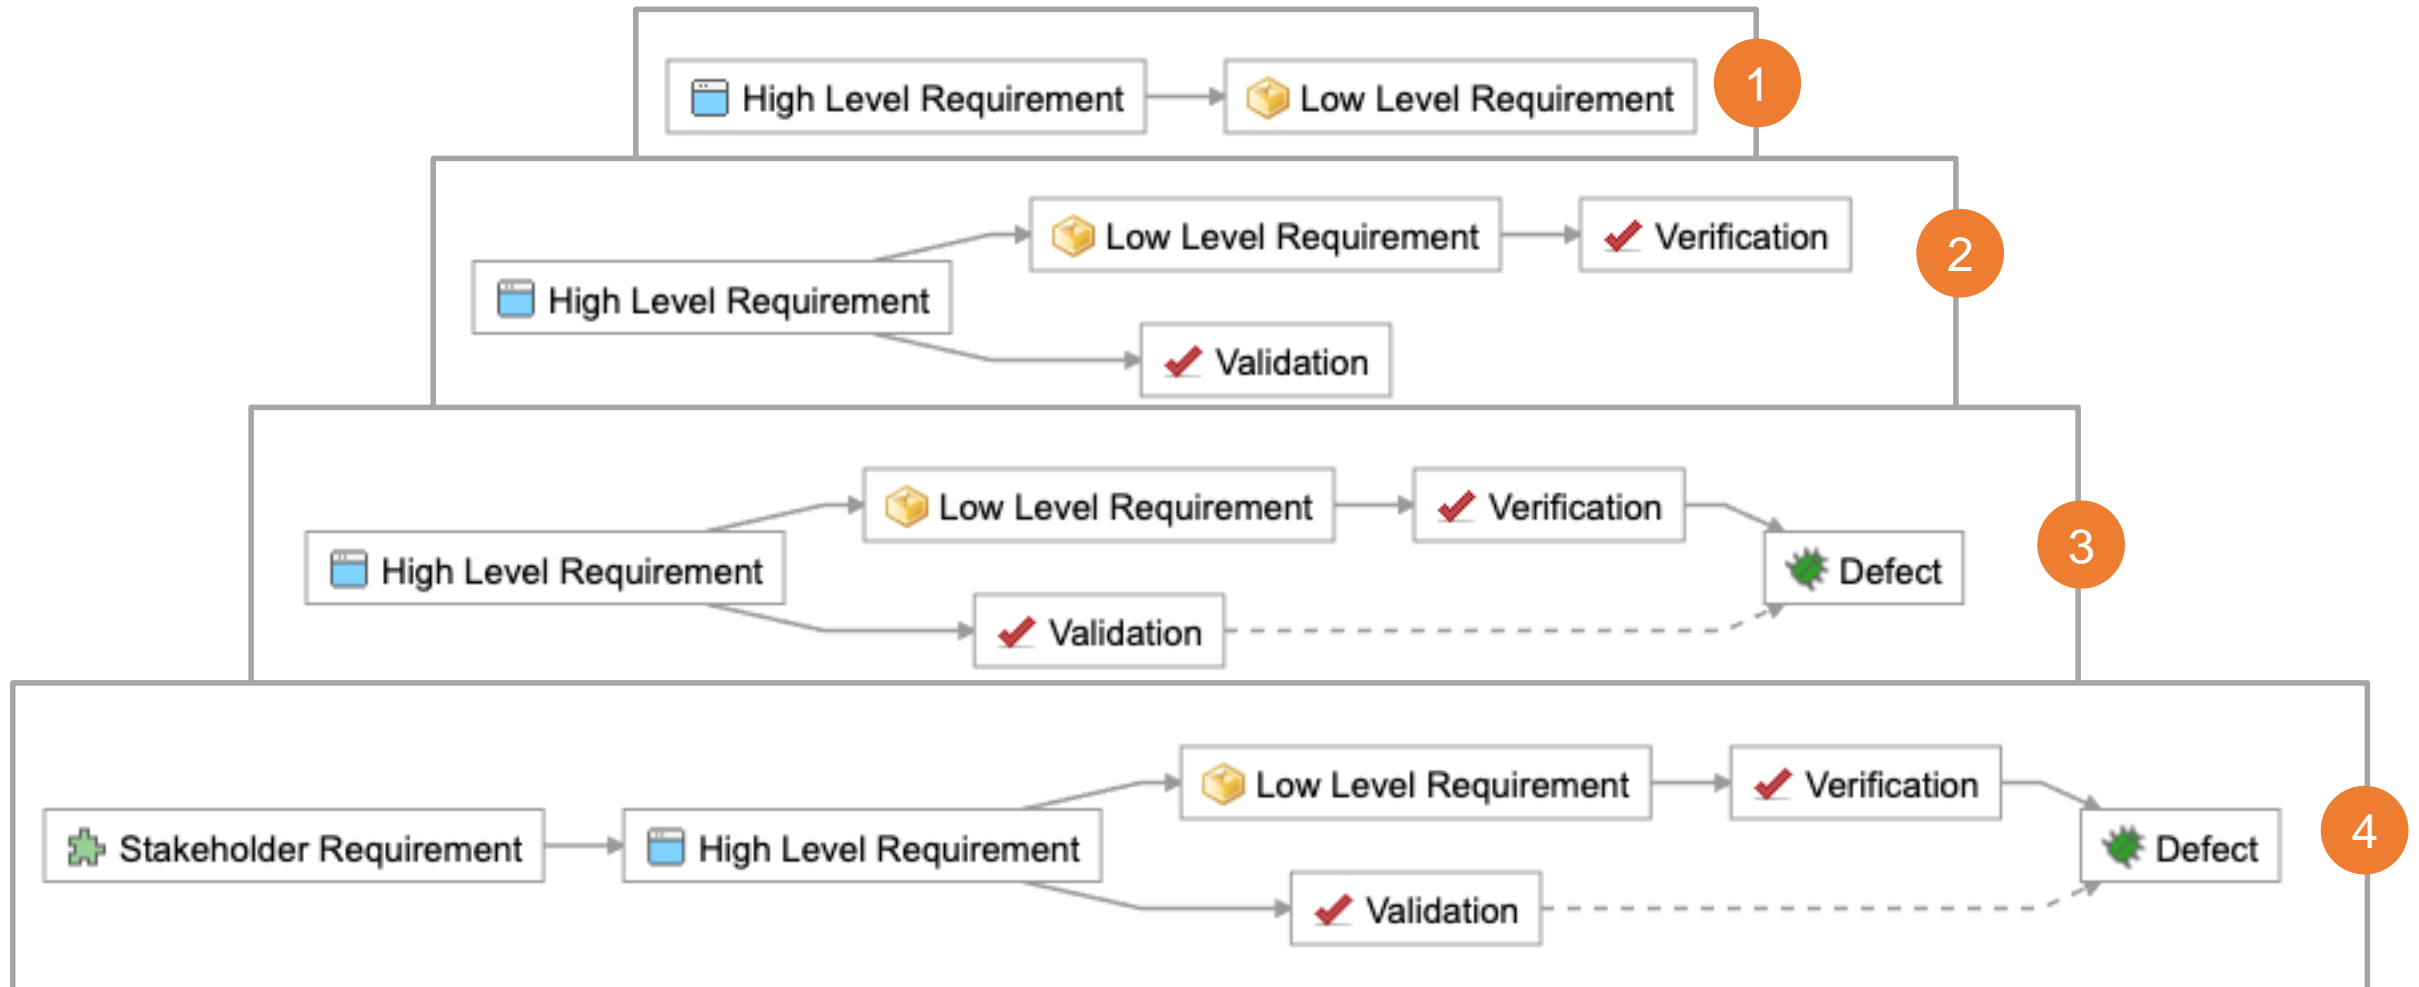 High Level Requirement
Low Level Requirement
1
Low Level Requirement
Verification
2
High Level Requirement
Validation
Low Level Requirement
Verification
3
High Level Requirement
Defect
Validation
Low Level Requirement
Verification
4
Stakeholder Requirement
High Level Requirement
Defect
Validation